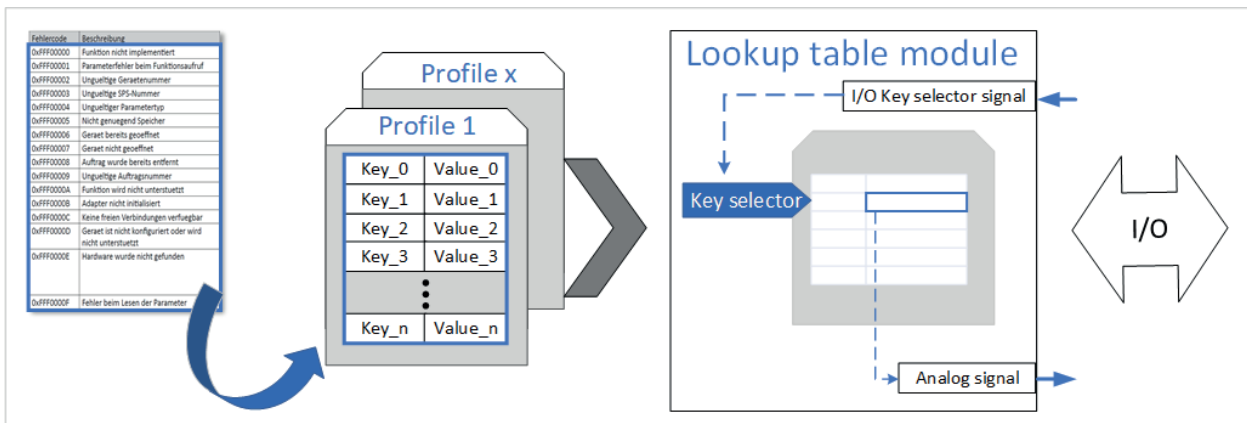 Fehlercode Beschreibung
0xFFF00000 Funktion nicht implementiert
0xFFF00001 Parameterfehler beim Funktionsaufruf
0xFFF00002 Ungueltige Geraetenummer
0xFFF00003 Ungueltige SPS-Nummer
0xFFF00004 Ungueltiger Parametertyp
0xFFF00005 Nicht genuegend Speicher
0xFFF00006 Geraet bereits geoeffnet
0xFFF00007 Geraet nicht geoeffnet
0xFFF00008 Auftrag wurde bereits entfernt
0xFFF00009 Ungueltige Auftragsnummer
0xFFF0000A Funktion wird nicht unterstuetzt
0xFFF0000B Adapter nicht initialisiert
0xFFF0000C Keine freien Verbindungen verfuegbar
0xFFF0000D Geraet ist nicht konfiguriert oder wird
nicht unterstuetzt
0xFFF0000E Hardware wurde nicht gefunden
0xFFF0000F Fehler beim Lesen der Parameter
Profile x
Profile 1
Key_0 Value_0
Key_1 Value_1
Key_2 Value_2
Key_3 Value_3
Key_n Value_n
Lookup table module
I/O Key selector signal
Key selector
Analog signal
I/O